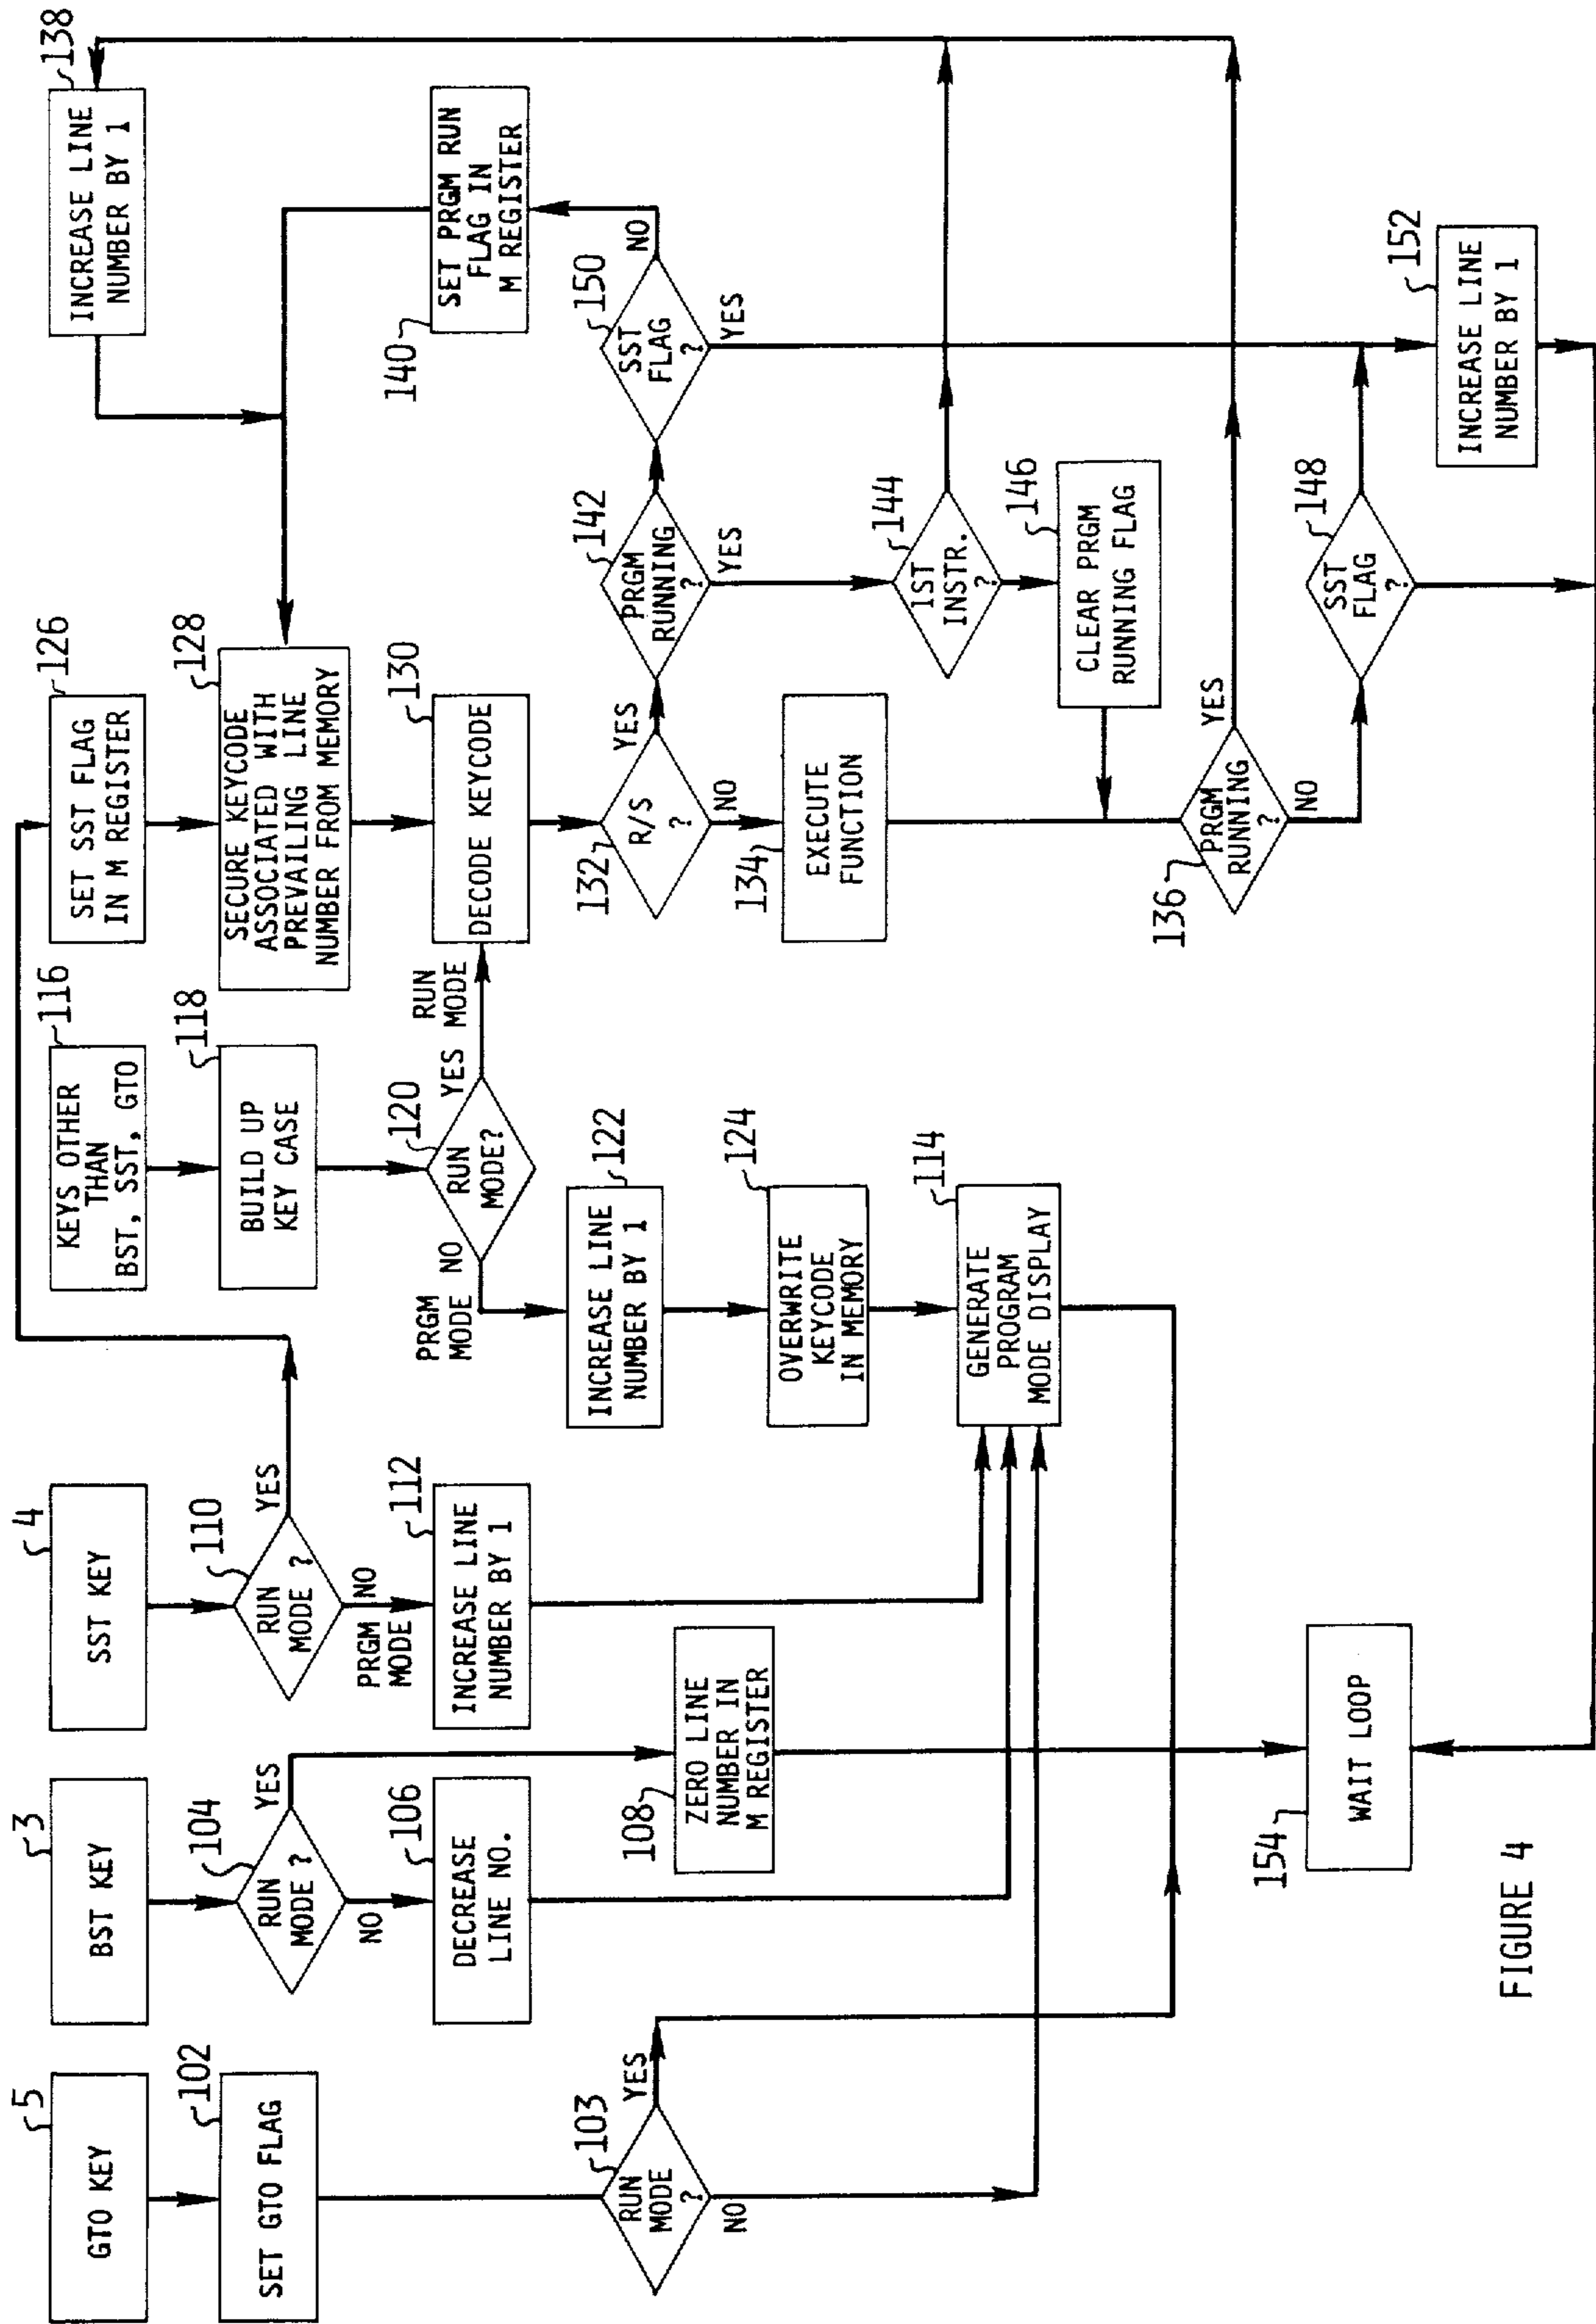 5
GTO KEY
102
SET GTO FLAG
103
RUN
MODE
?
YES
NO
3
BST KEY
104
RUN
MODE ?
YES
NO
106
DECREASE
LINE NO.
108
ZERO LINE
NUMBER IN
M REGISTER
4
SST KEY
110
RUN
MODE ?
YES
NO
PRGM
MODE
112
INCREASE LINE
NUMBER BY 1
116
KEYS OTHER
THAN
BST, SST, GTO
118
BUILD UP
KEY CASE
120
RUN
MODE?
YES
RUN
MODE
NO
PRGM
MODE
122
INCREASE LINE
NUMBER BY 1
124
OVERWRITE
KEYCODE
IN MEMORY
114
GENERATE
PROGRAM
MODE DISPLAY
126
SET SST FLAG
IN M REGISTER
128
SECURE KEYCODE
ASSOCIATED WITH
PREVAILING LINE
NUMBER FROM MEMORY
130
DECODE KEYCODE
132
R/S
?
YES
NO
134
EXECUTE
FUNCTION
136
PRGM
RUNNING
?
YES
NO
138
INCREASE LINE
NUMBER BY 1
140
SET PRGM RUN
FLAG IN
M REGISTER
142
PRGM
RUNNING
?
YES
150
SST
FLAG
?
NO
YES
144
1ST
INSTR.
?
146
CLEAR PRGM
RUNNING FLAG
148
SST
FLAG
?
152
INCREASE LINE
NUMBER BY 1
154
WAIT LOOP
FIGURE 4